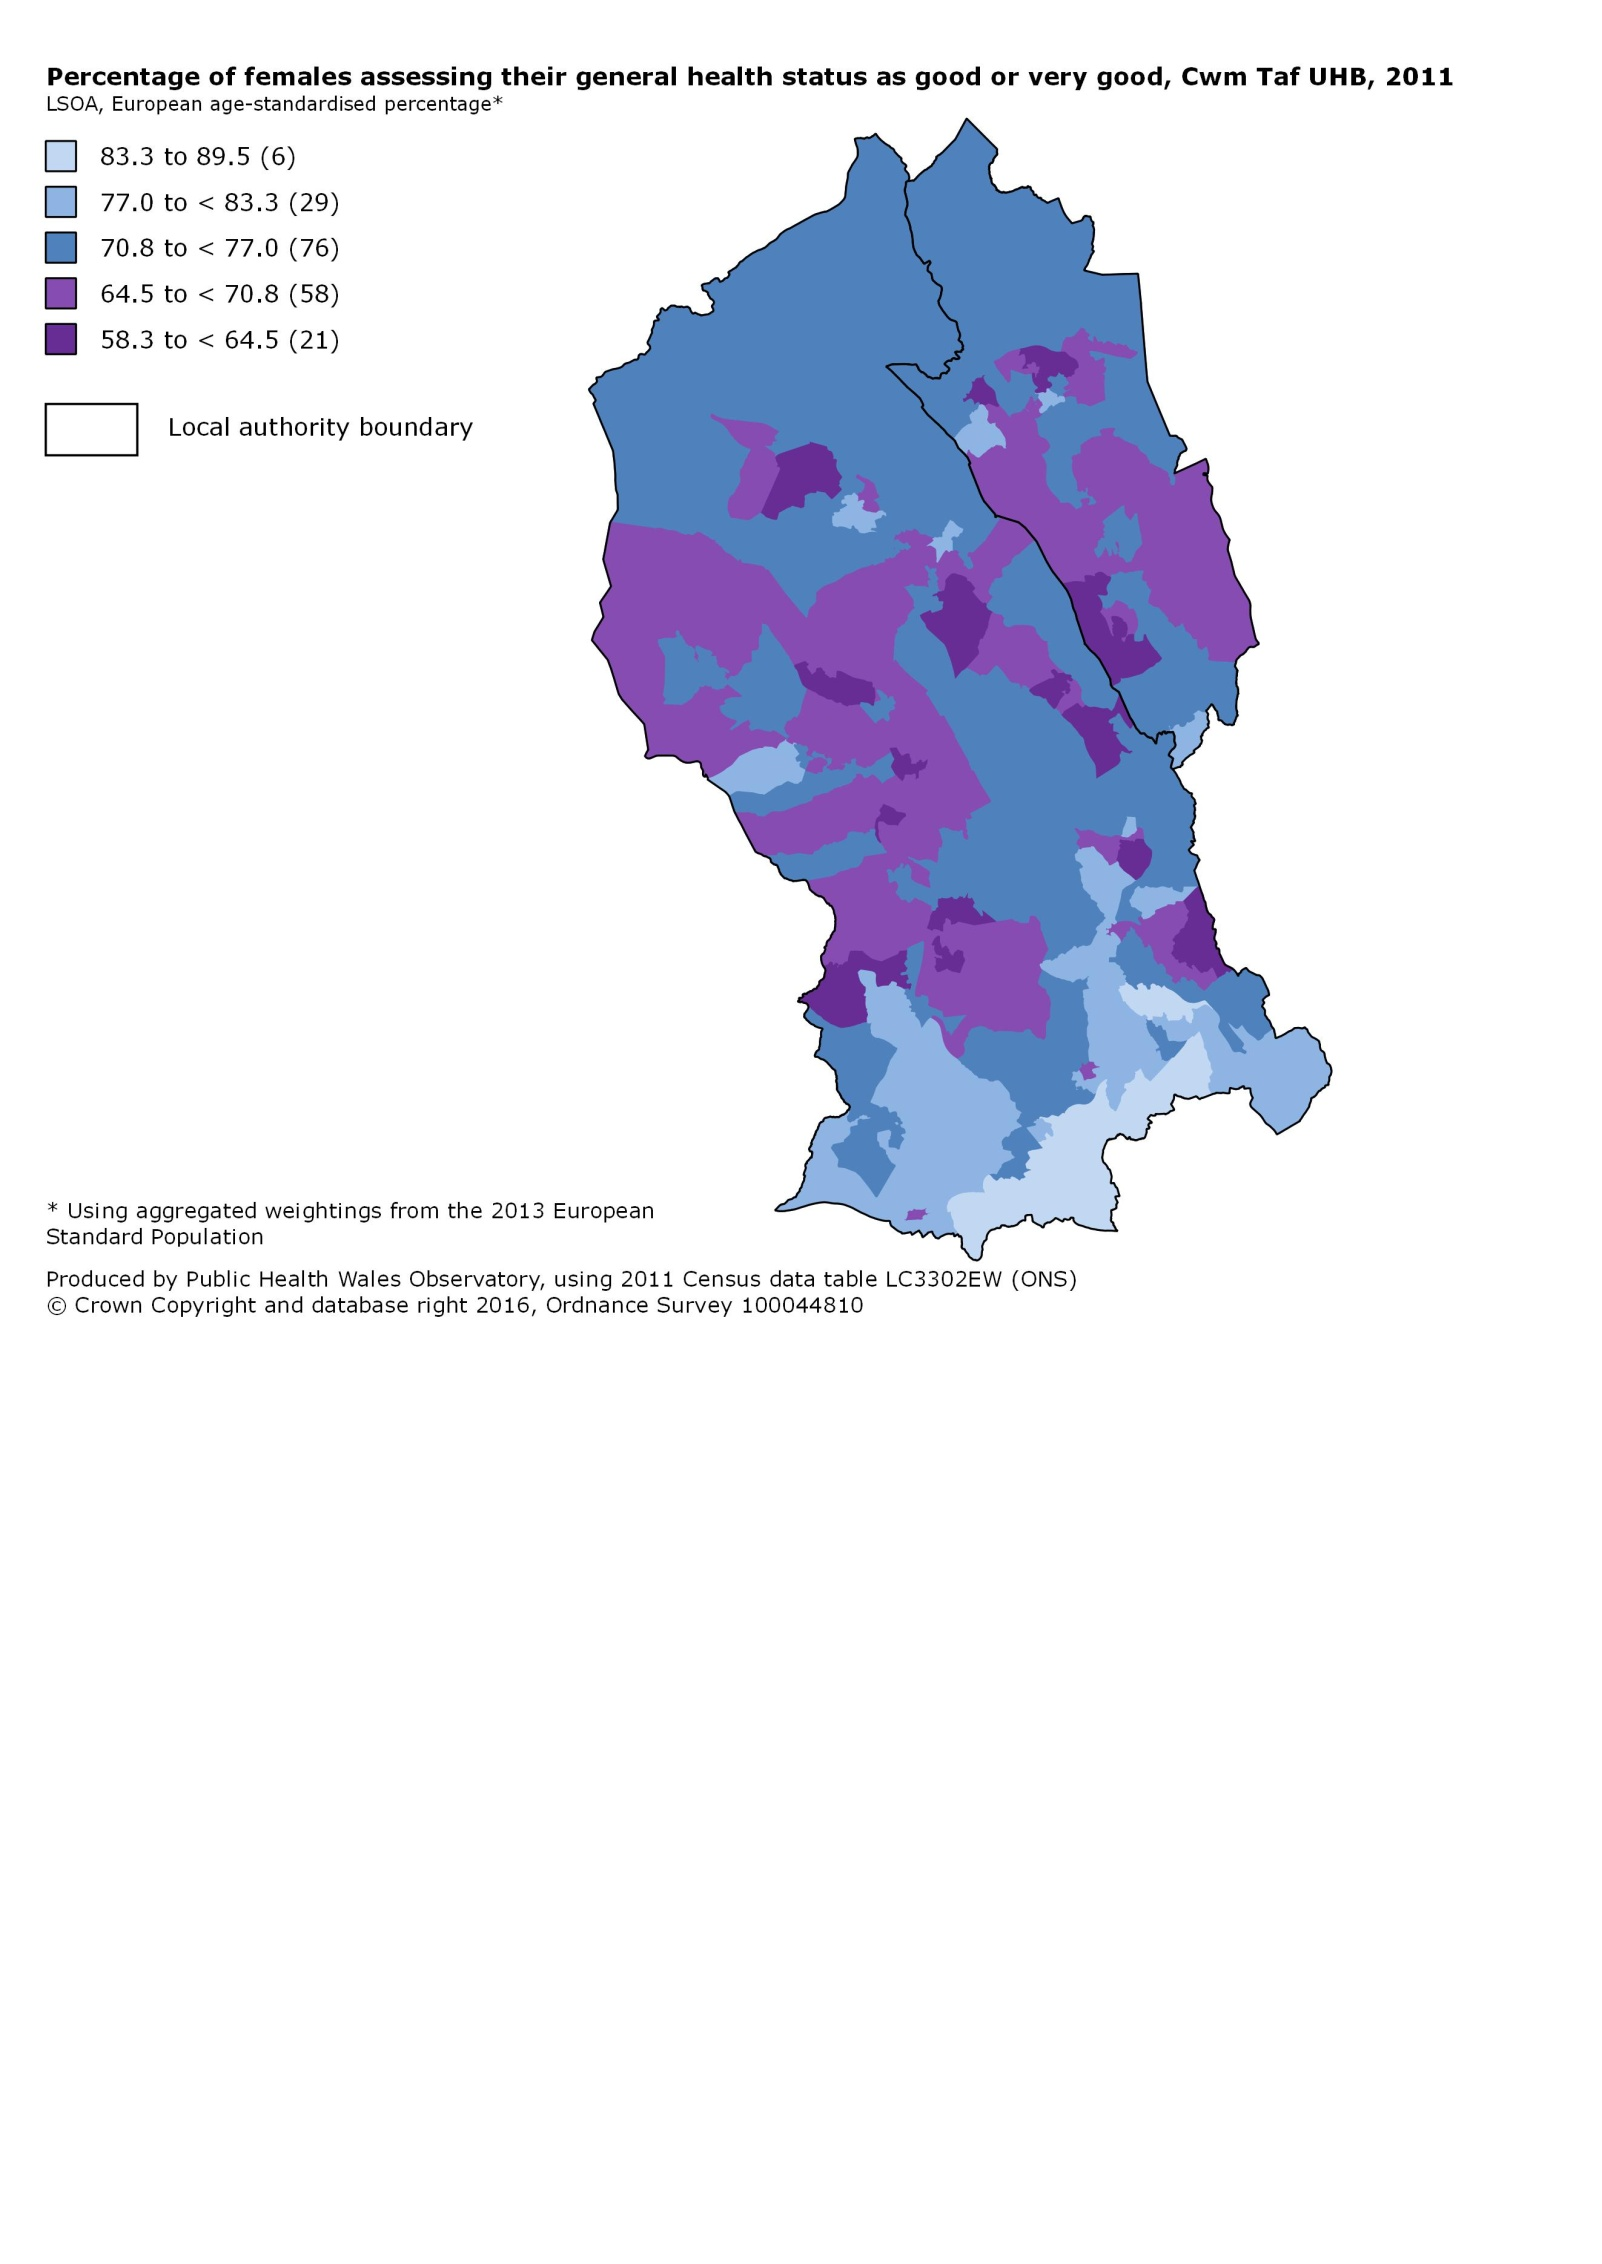 Percentage of females assessing their general health status as good or very good, Cwm Taf UHB, 2011
LSOA, European age-standardised percentage*
83.3 to 89.5 (6)
77.0 to < 83.3 (29)
70.8 to < 77.0 (76)
64.5 to < 70.8 (58)
58.3 to < 64.5 (21)
Local authority boundary
* Using aggregated weightings from the 2013 European
Standard Population
Produced by Public Health Wales Observatory, using 2011 Census data table LC3302EW (ONS)
© Crown Copyright and database right 2016, Ordnance Survey 100044810